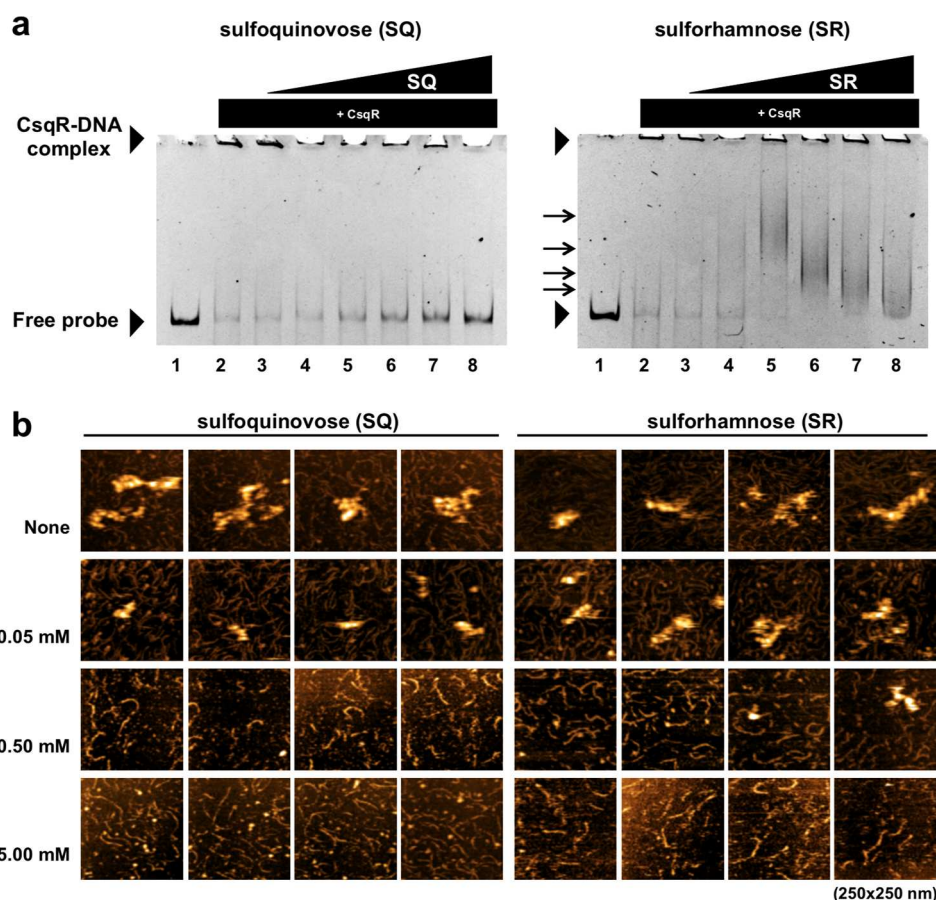 a
sulfoquinovose (SQ)
sulforhamnose (SR)
SQ
SR
+ CsqR
+ CsqR
CsqR-DNA
complex
Free probe
1 2 3 4 5 6 7 8
1 2 3 4 5 6 7 8
b
sulfoquinovose (SQ)
sulforhamnose (SR)
None
0.05 mM
0.50 mM
5.00 mM
(250x250 nm)